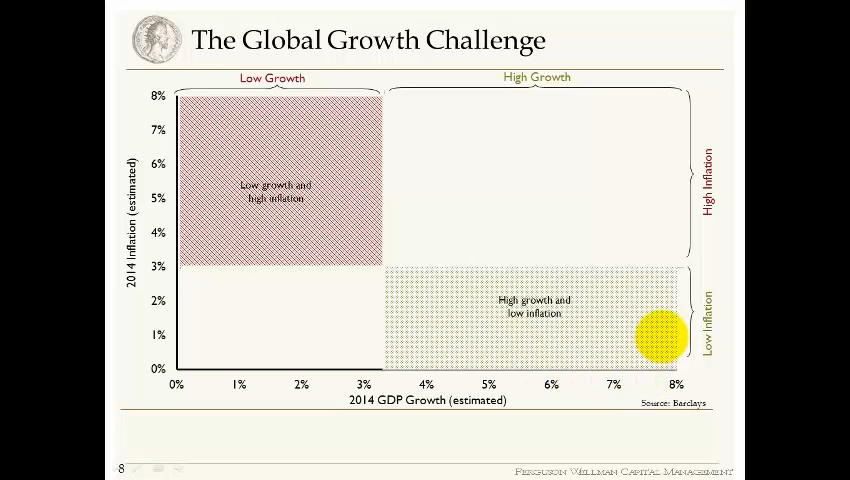 The Global Growth Challenge
Low Growth
High Growth
8%
7%
6%
5%
4%
3%
2%
1%
0%
2014 Inflation (estimated)
Low growth and
high inflation
High growth and
low inflation
High Inflation
Low Inflation
0% 1% 2% 3% 4% 5% 6% 7% 8%
2014 GDP Growth (estimated)
Source: Barclays
8
FERGUSON WELLMAN CAPITAL MANAGEMENT